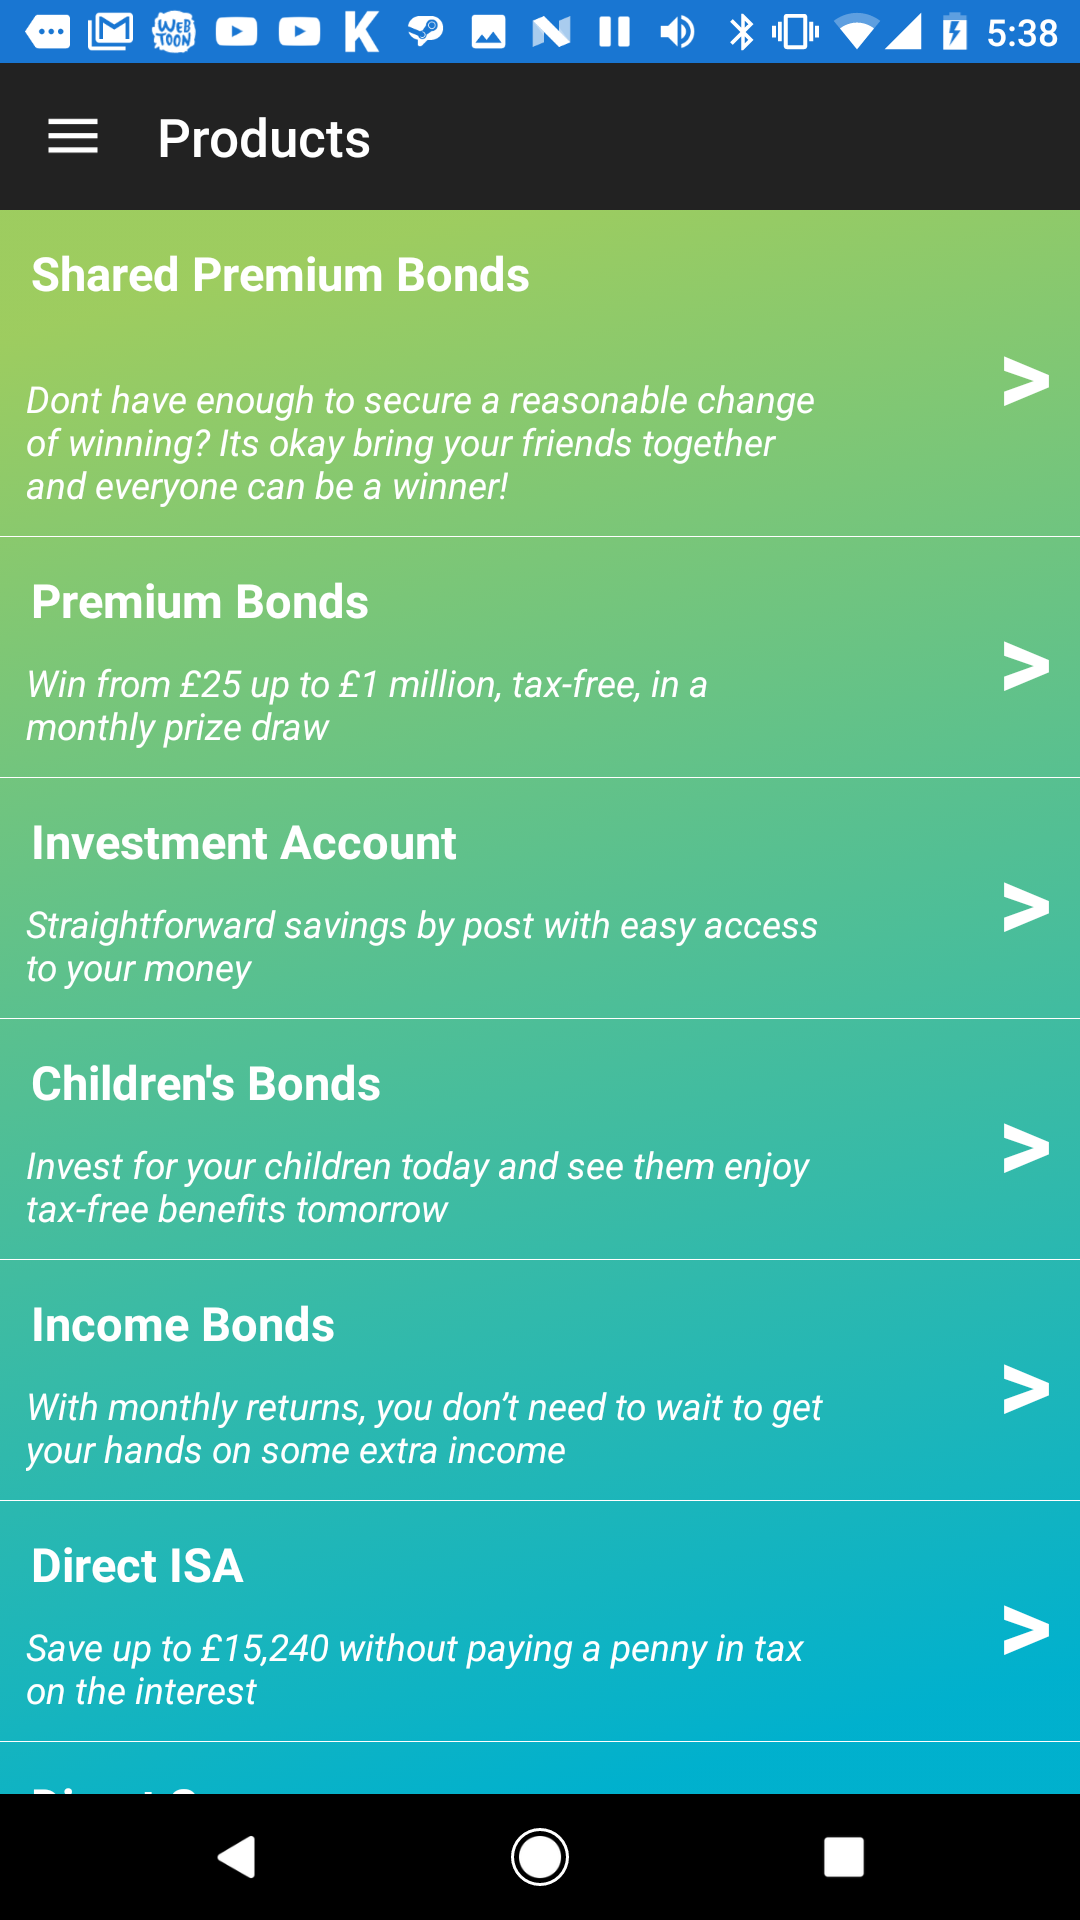 WEB
TOON
K
5:38
Products
Shared Premium Bonds
Dont have enough to secure a reasonable change
of winning? Its okay bring your friends together
and everyone can be a winner!
>
Premium Bonds
Win from £25 up to £1 million, tax-free, in a
monthly prize draw
>
Investment Account
Straightforward savings by post with easy access
to your money
>
Children's Bonds
Invest for your children today and see them enjoy
tax-free benefits tomorrow
>
Income Bonds
With monthly returns, you don’t need to wait to get
your hands on some extra income
>
Direct ISA
Save up to £15,240 without paying a penny in tax
on the interest
>